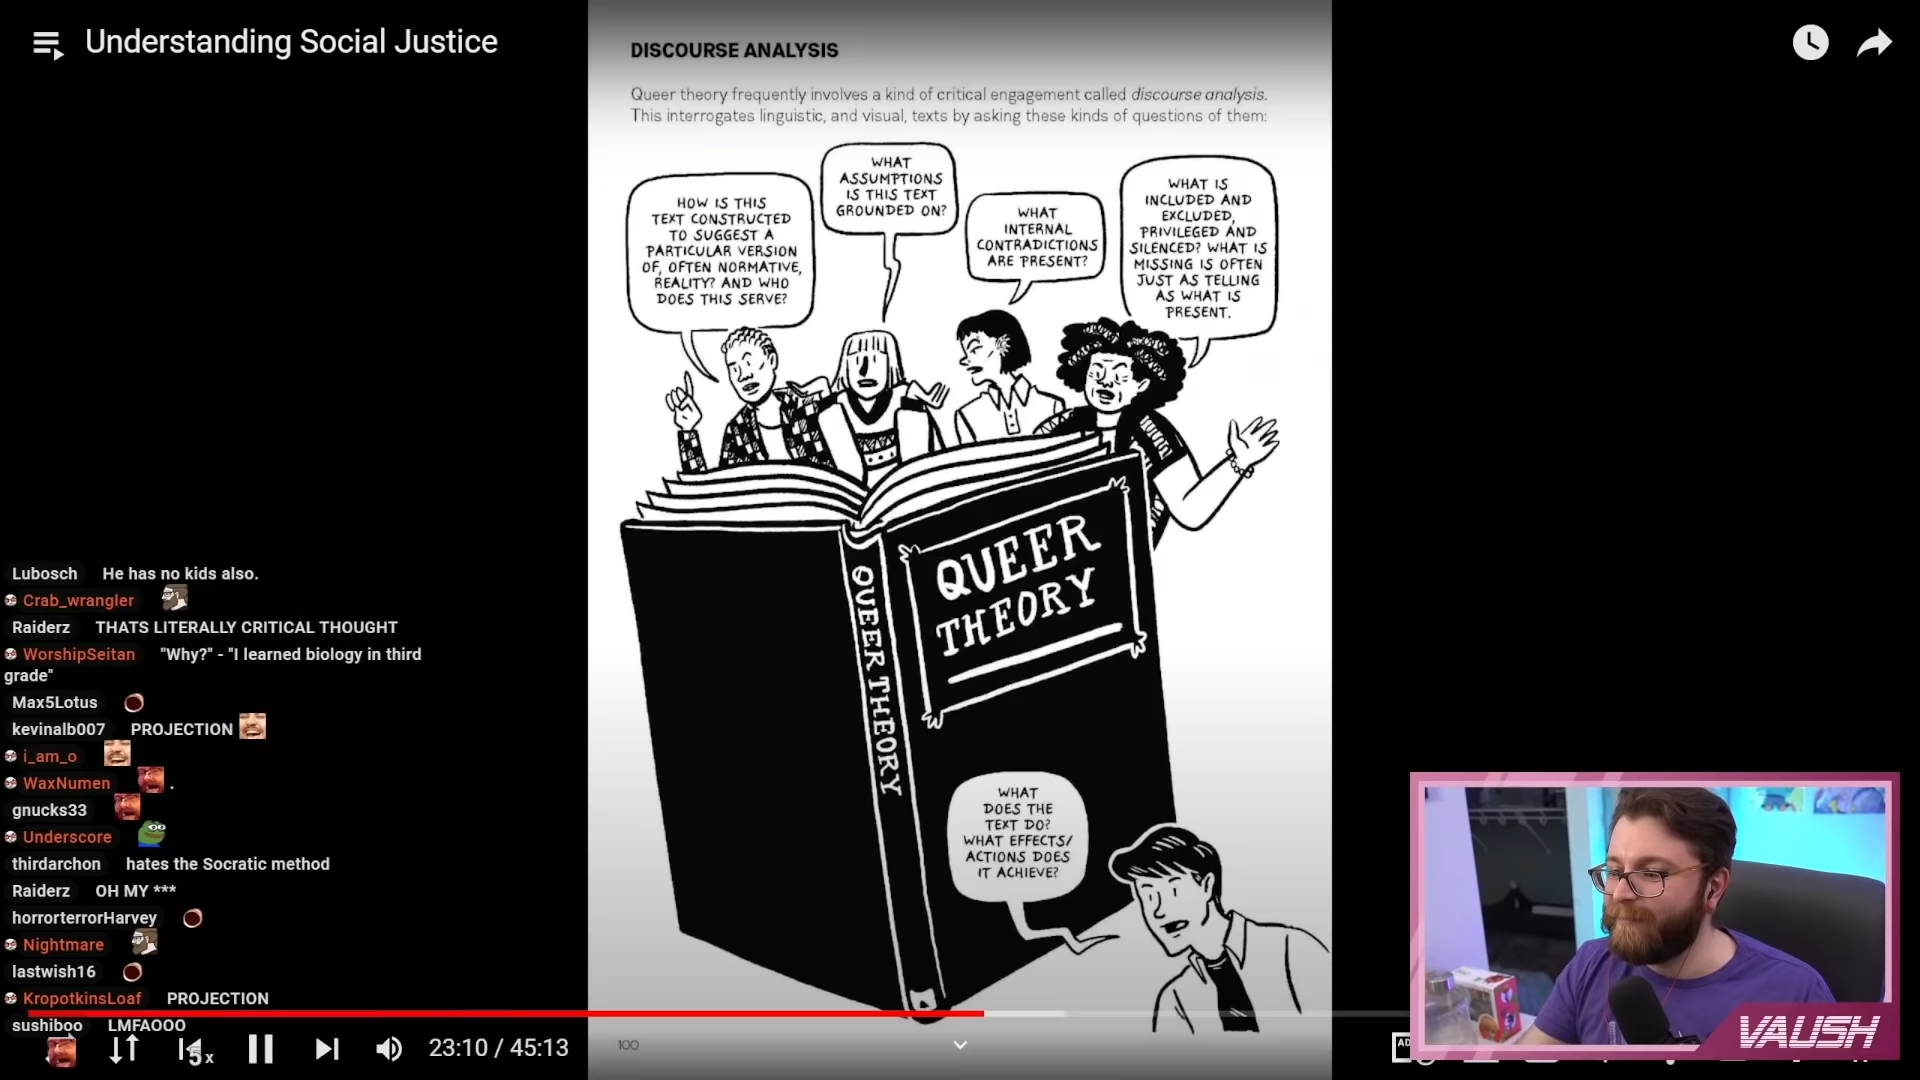 Understanding Social Justice
DISCOURSE ANALYSIS
Queer theory frequently involves a kind of critical engagement called discourse analysis.
This interrogates linguistic, and visual, texts by asking these kinds of questions of them:
HOW IS THIS
TEXT CONSTRUCTED
TO SUGGEST A
PARTICULAR VERSION
OF, OFTEN NORMATIVE,
REALITY? AND WHO
DOES THIS SERVE?
WHAT
ASSUMPTIONS
IS THIS TEXT
GROUNDED ON?
WHAT
INTERNAL
CONTRADICTIONS
ARE PRESENT?
WHAT IS
INCLUDED AND
EXCLUDED,
PRIVILEGED AND
SILENCED? WHAT IS
MISSING IS OFTEN
JUST AS TELLING
AS WHAT IS
PRESENT.
QUEER
THEORY
QUEER THEORY
WHAT
DOES THE
TEXT DO?
WHAT EFFECTS/
ACTIONS DOES
IT ACHIEVE?
100
Lubosch He has no kids also.
Crab_wrangler
Raiderz THATS LITERALLY CRITICAL THOUGHT
WorshipSeitan "Why?" - "I learned biology in third
grade"
Max5Lotus
kevinalb007 PROJECTION
i_am_o
WaxNumen .
gnucks33
Underscore
thirdarchon hates the Socratic method
Raiderz OH MY ***
horrorterrorHarvey
Nightmare
lastwish16
KropotkinsLoaf PROJECTION
sushiboo LMFAOOO
5x
23:10 / 45:13
AD
VAUSH